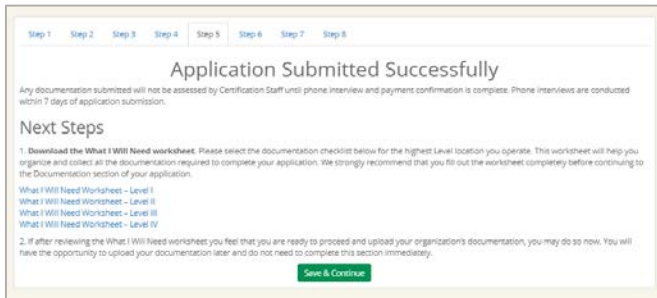 Step 1 Step 2 Step 3 Step 4 Step 5 Step 6 Step 7 Step 8
Application Submitted Successfully
Any documentation submitted will not be assessed by Certification Staff until phone interview and payment confirmation is complete. Phone interviews are conducted
within 7 days of application submission.
Next Steps
1. Download the What I Will Need worksheet. Please select the documentation checklist below for the highest Level location you operate. This worksheet will help you
organize and collect all the documentation required to complete your application. We strongly recommend that you fill out the worksheet completely before continuing to
the Documentation section of your application.
What I Will Need Worksheet – Level I
What I Will Need Worksheet – Level II
What I Will Need Worksheet – Level III
What I Will Need Worksheet – Level IV
2. If after reviewing the What I Will Need worksheet you feel that you are ready to proceed and upload your organization's documentation, you may do so now. You will
have the opportunity to upload your documentation later and do not need to complete this section immediately.
Save & Continue